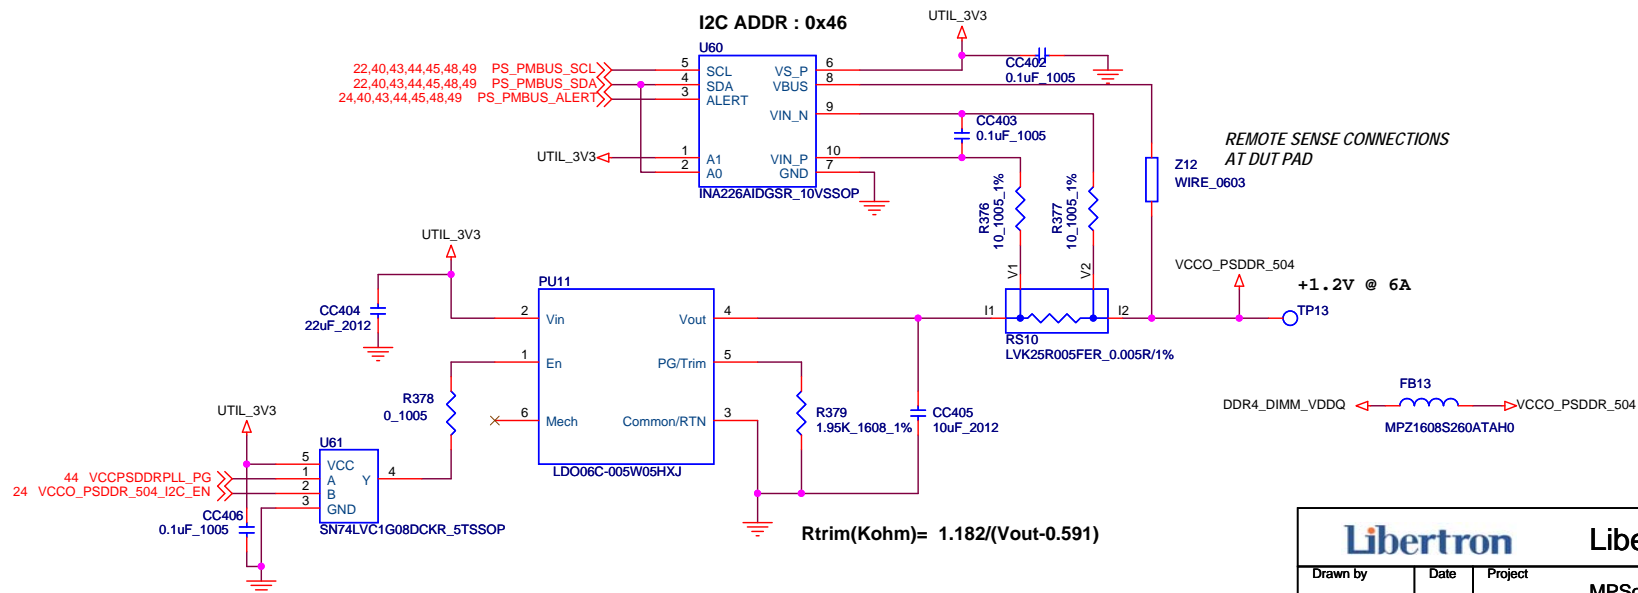 I2C ADDR : 0x46
UTIL_3V3
U60
22,40,43,44,45,48,49 PS_PMBUS_SCL
22,40,43,44,45,48,49 PS_PMBUS_SDA
24,40,43,44,45,48,49 PS_PMBUS_ALERT
5 SCL
4 SDA
3 ALERT
1 A1
2 A0
VS_P 6
VBUS 8
VIN_N 9
VIN_P 10
GND 7
UTIL_3V3
INA226AIDGSR_10VSSOP
CC402
0.1uF_1005
CC403
0.1uF_1005
REMOTE SENSE CONNECTIONS
AT DUT PAD
Z12
WIRE_0603
R376
10_1005_1%
R377
10_1005_1%
V1
V2
I1
I2
RS10
LVK25R005FER_0.005R/1%
VCCO_PSDDR_504
+1.2V @ 6A
TP13
UTIL_3V3
CC404
22uF_2012
PU11
2 Vin
1 En
6 Mech
Vout 4
PG/Trim 5
Common/RTN 3
LDO06C-005W05HXJ
R378
0_1005
R379
1.95K_1608_1%
CC405
10uF_2012
FB13
DDR4_DIMM_VDDQ
VCCO_PSDDR_504
MPZ1608S260ATAH0
UTIL_3V3
U61
44 VCCPSDDRPLL_PG
24 VCCO_PSDDR_504_I2C_EN
5 VCC
1 A
2 B
3 GND
Y 4
CC406
0.1uF_1005
SN74LVC1G08DCKR_5TSSOP
Rtrim(Kohm)= 1.182/(Vout-0.591)
Libertron
Libe
Drawn by
Date
Project